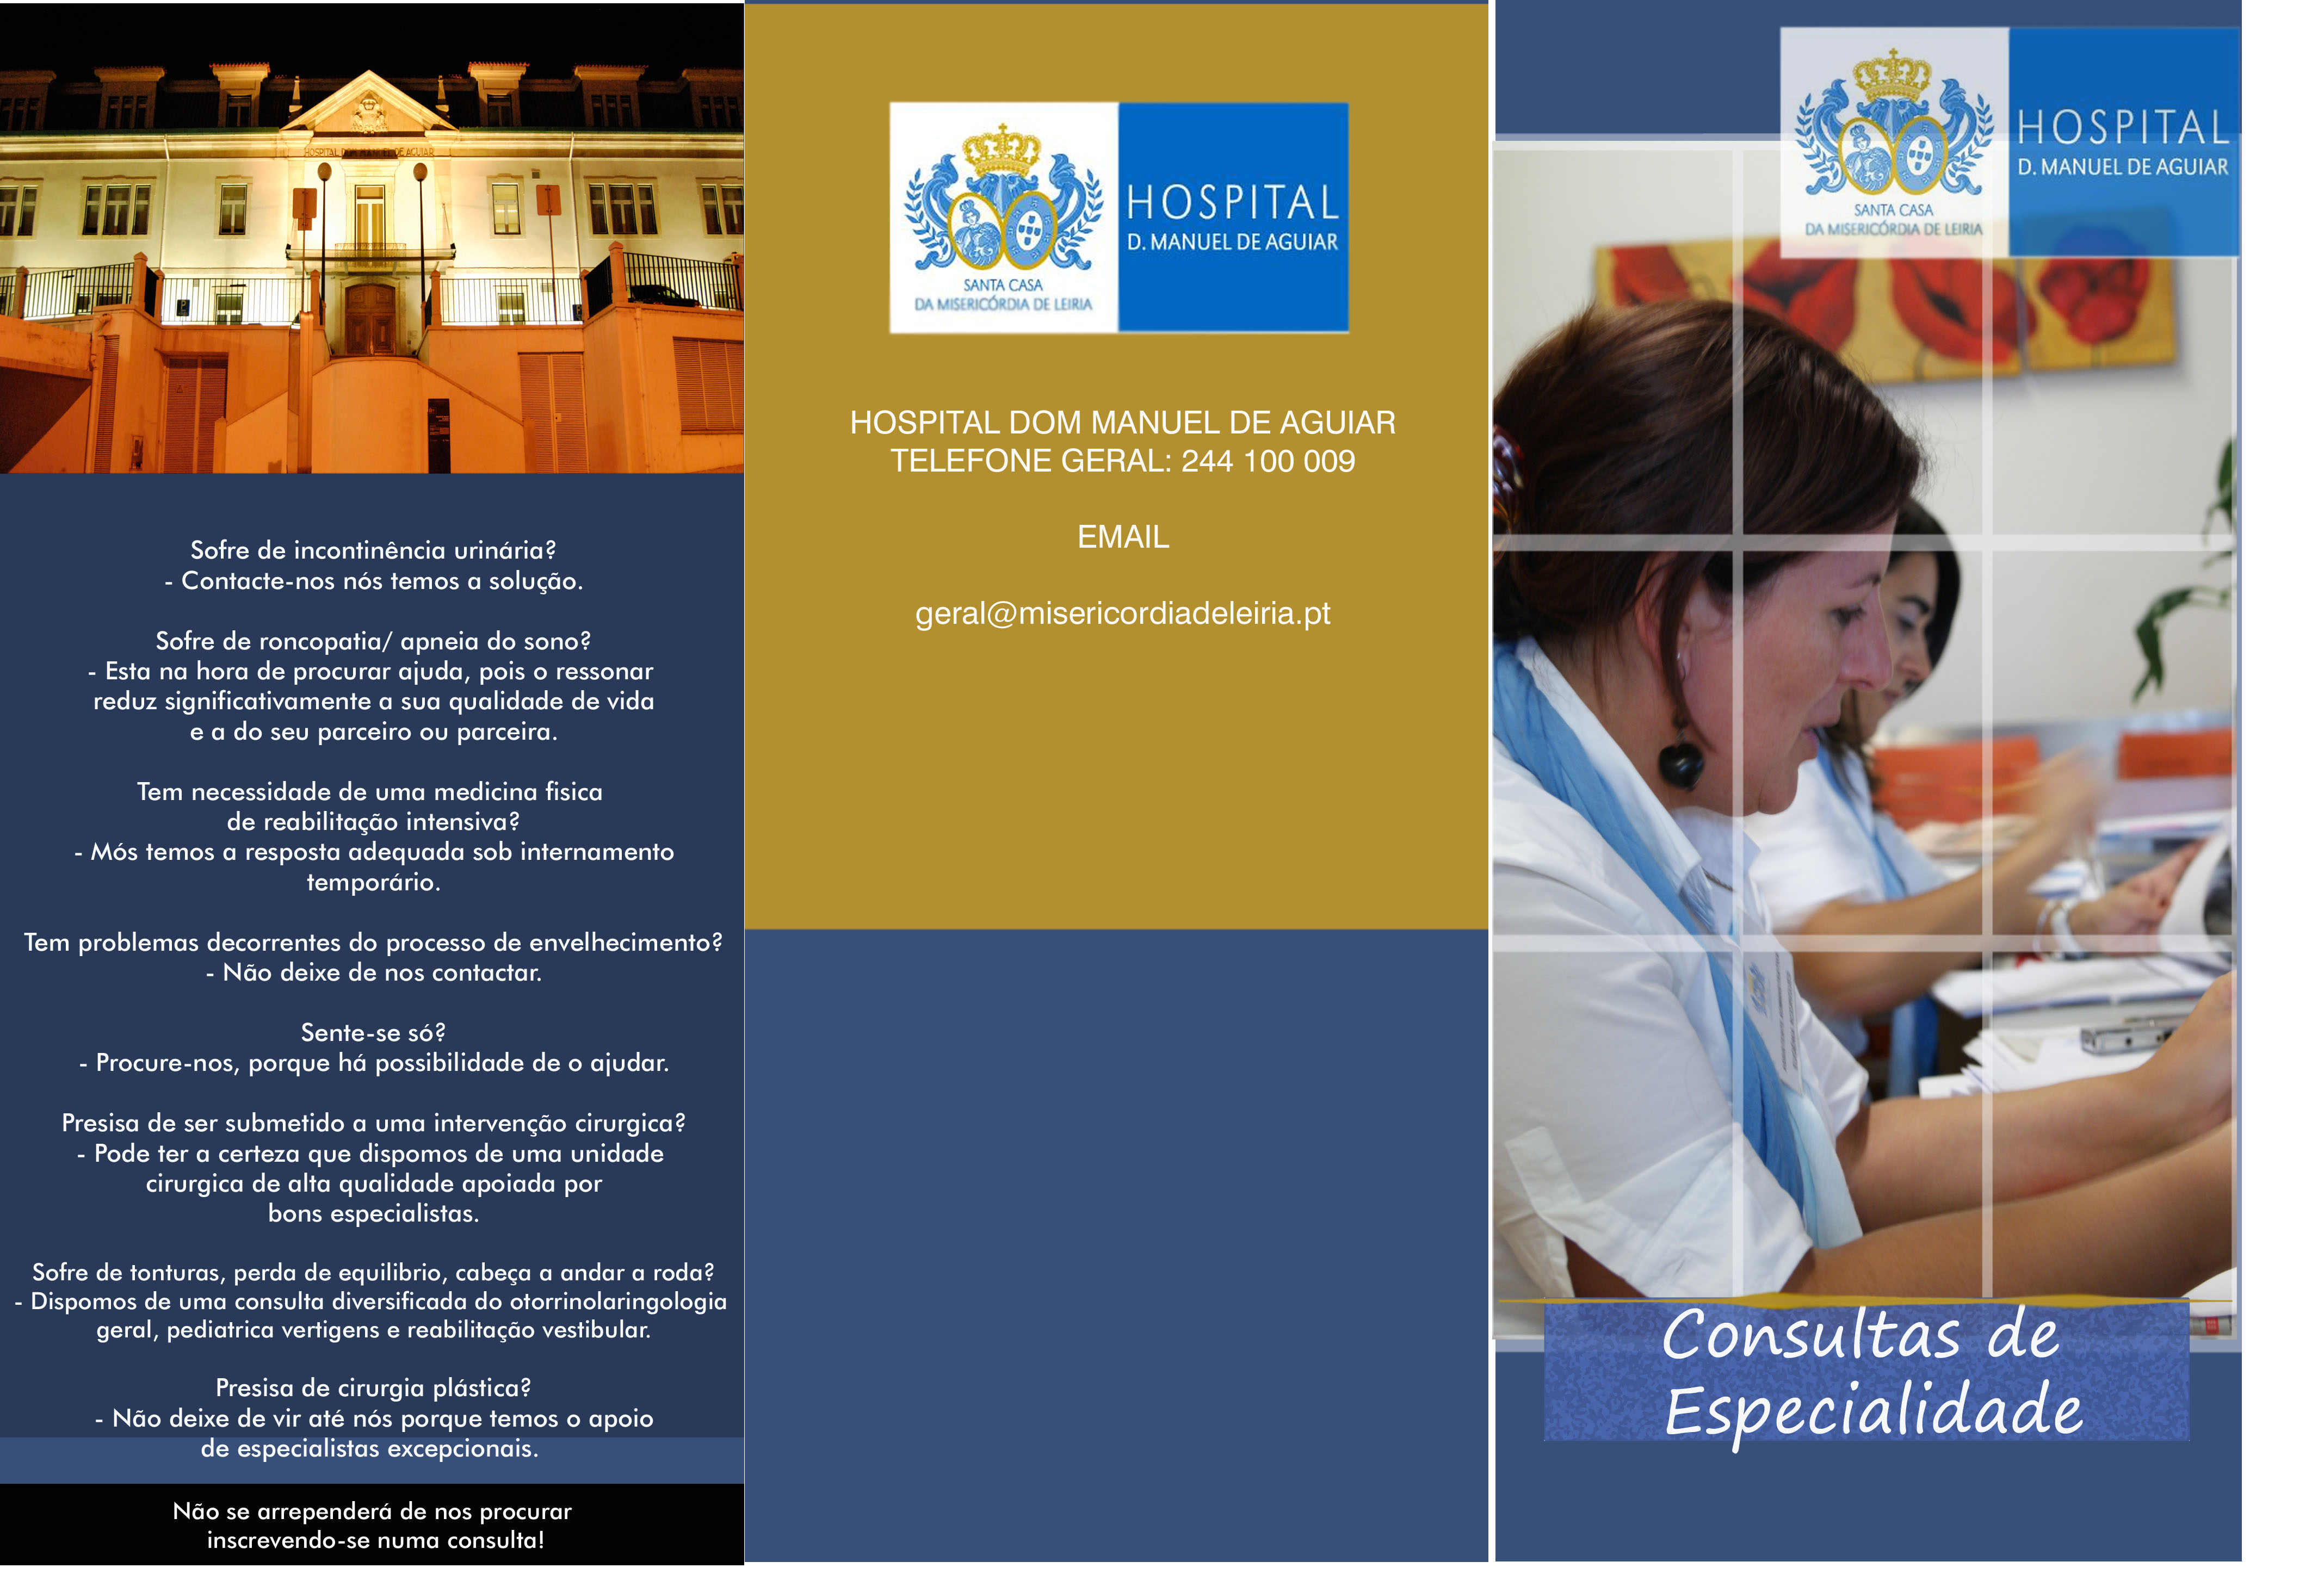 HOSPITAL DOM MANUEL DE AGUIAR
Sofre de incontinência urinária?
- Contacte-nos nós temos a solução.
Sofre de roncopatia/ apneia do sono?
- Esta na hora de procurar ajuda, pois o ressonar
reduz significativamente a sua qualidade de vida
e a do seu parceiro ou parceira.
Tem necessidade de uma medicina fisica
de reabilitação intensiva?
- Mós temos a resposta adequada sob internamento
temporário.
Tem problemas decorrentes do processo de envelhecimento?
- Não deixe de nos contactar.
Sente-se só?
- Procure-nos, porque há possibilidade de o ajudar.
Presisa de ser submetido a uma intervenção cirurgica?
- Pode ter a certeza que dispomos de uma unidade
cirurgica de alta qualidade apoiada por
bons especialistas.
Sofre de tonturas, perda de equilibrio, cabeça a andar a roda?
- Dispomos de uma consulta diversificada do otorrinolaringologia
geral, pediatrica vertigens e reabilitação vestibular.
Presisa de cirurgia plástica?
- Não deixe de vir até nós porque temos o apoio
de especialistas excepcionais.
Não se arrependerá de nos procurar
inscrevendo-se numa consulta!
SANTA CASA
DA MISERICÓRDIA DE LEIRIA
HOSPITAL
D. MANUEL DE AGUIAR
HOSPITAL DOM MANUEL DE AGUIAR
TELEFONE GERAL: 244 100 009
EMAIL
geral@misericordiadeleiria.pt
SANTA CASA
DA MISERICÓRDIA DE LEIRIA
HOSPITAL
D. MANUEL DE AGUIAR
Consultas de
Especialidade